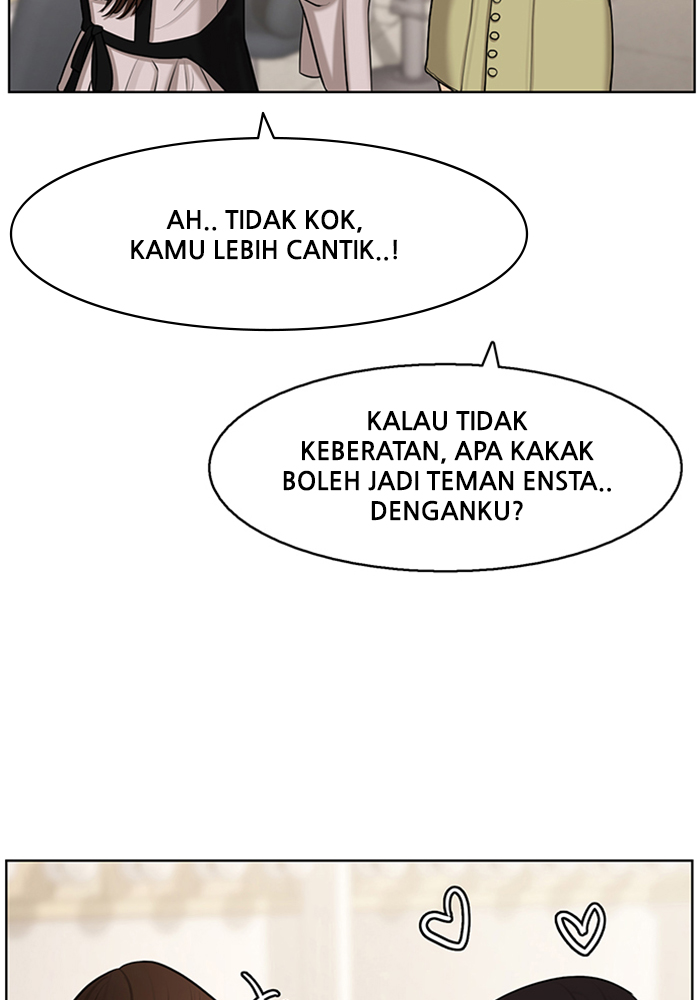 AH.. TIDAK KOK,
KAMU LEBIH CANTIK..!
KALAU TIDAK
KEBERATAN, APA KAKAK
BOLEH JADI TEMAN ENSTA..
DENGANKU?